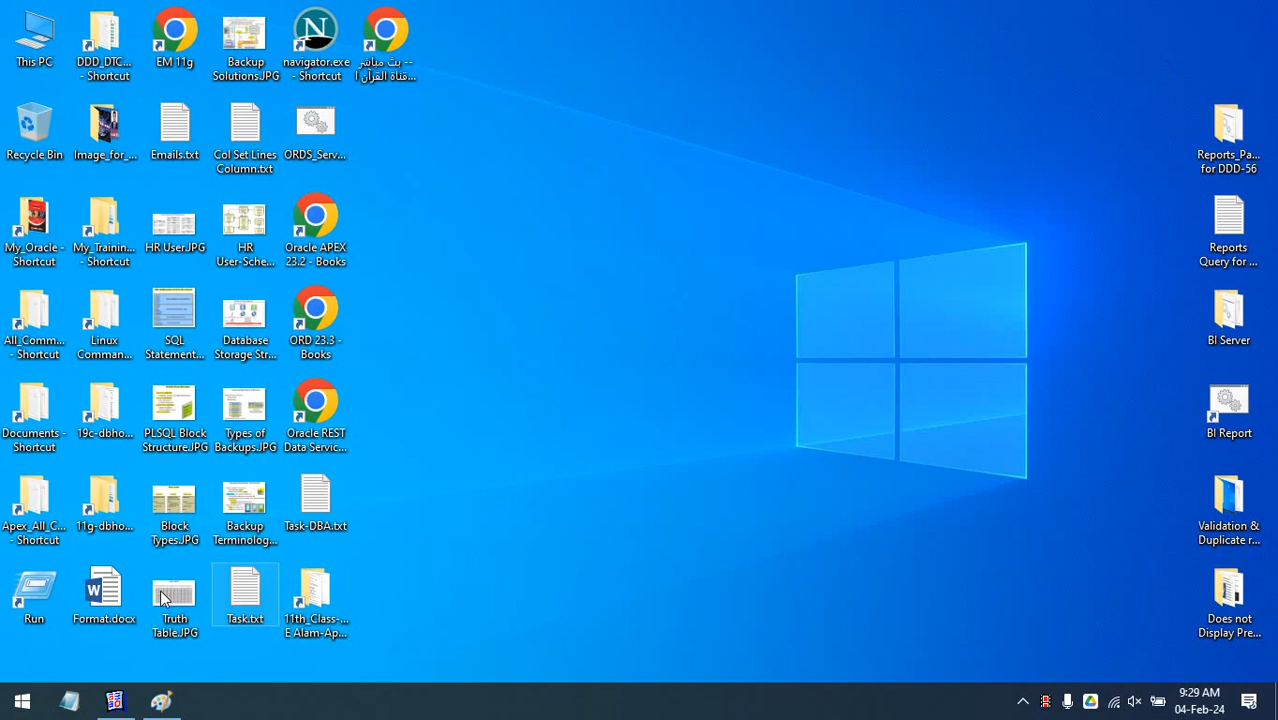 This PC
DDD_DTC...
- Shortcut
EM 11g
Backup
Solutions.JPG
navigator.exe
- Shortcut
بث مباشر --
...قناة القرآن ا
Recycle Bin
Image_for_...
Emails.txt
Col Set Lines
Column.txt
ORDS_Serv...
Reports_Pa...
for DDD-56
My_Oracle -
Shortcut
My_Trainin...
- Shortcut
HR User.JPG
HR
User-Sche...
Oracle APEX
23.2 - Books
Reports
Query for ...
All_Comm...
- Shortcut
Linux
Comman...
SQL
Statement...
Database
Storage Str...
ORD 23.3 -
Books
BI Server
Documents -
Shortcut
19c-dbho...
PLSQL Block
Structure.JPG
Types of
Backups.JPG
Oracle REST
Data Servic...
BI Report
Apex_All_C...
- Shortcut
11g-dbho...
Block
Types.JPG
Backup
Terminolog...
Task-DBA.txt
Validation &
Duplicate r...
Run
Format.docx
Truth
Table.JPG
Task.txt
11th_Class-...
E Alam-Ap...
Does not
Display Pre...
9:29 AM
04-Feb-24